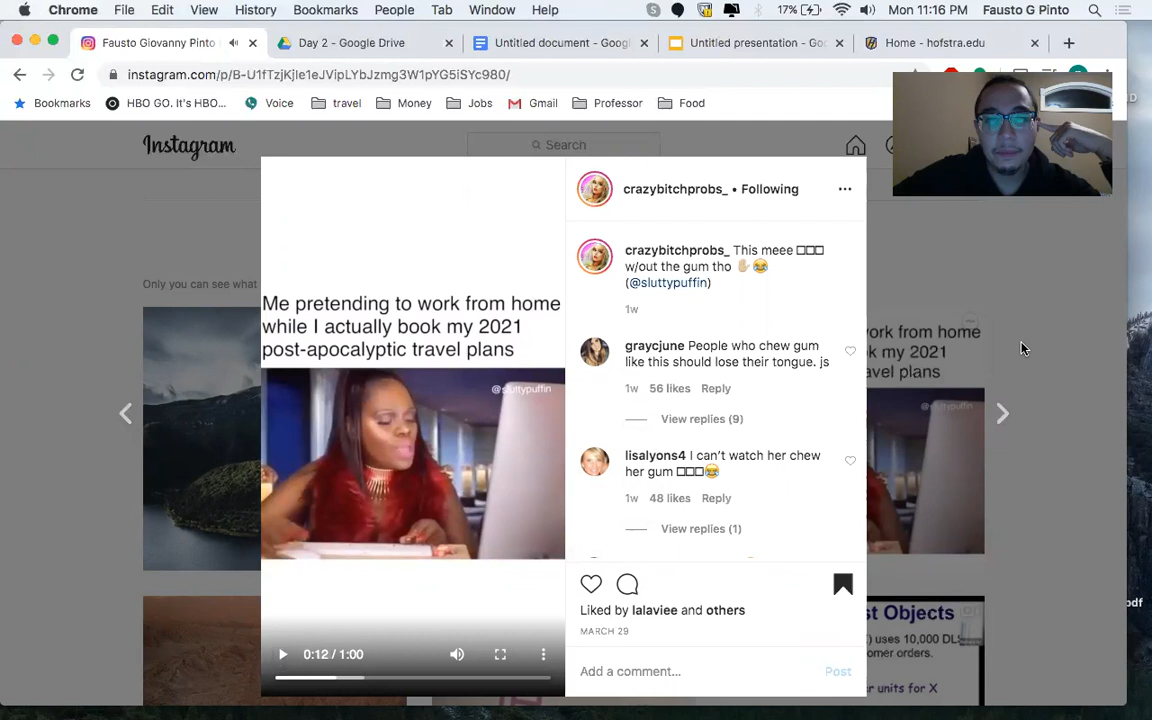 Chrome File Edit View History Bookmarks People Tab Window Help 17% Mon 11:16 PM Fausto G Pinto
Fausto Giovanny Pinto Day 2 - Google Drive Untitled document - Goog Untitled presentation - Goo Home - hofstra.edu
instagram.com/p/B-U1fTzjKjle1eJVipLYbJzmg3W1pYG5iSYc980/
Bookmarks HBO GO. It's HBO... Voice travel Money Jobs Gmail Professor Food
Instagram Search
crazybitchprobs_ • Following
crazybitchprobs_ This meee □□□
w/out the gum tho ✋🏼😂
(@sluttypuffin)
1w
Only you can see what
Me pretending to work from home
while I actually book my 2021
post-apocalyptic travel plans
@sluttypuffin
graycjune People who chew gum
like this should lose their tongue. js
1w 56 likes Reply
View replies (9)
lisalyons4 I can't watch her chew
her gum □□□😂
1w 48 likes Reply
View replies (1)
ork from home
k my 2021
avel plans
@sluttypuffin
Liked by lalaviee and others
MARCH 29
0:12 / 1:00
Add a comment... Post
st Objects
) uses 10,000 DL
omer orders.
er units for X
pdf